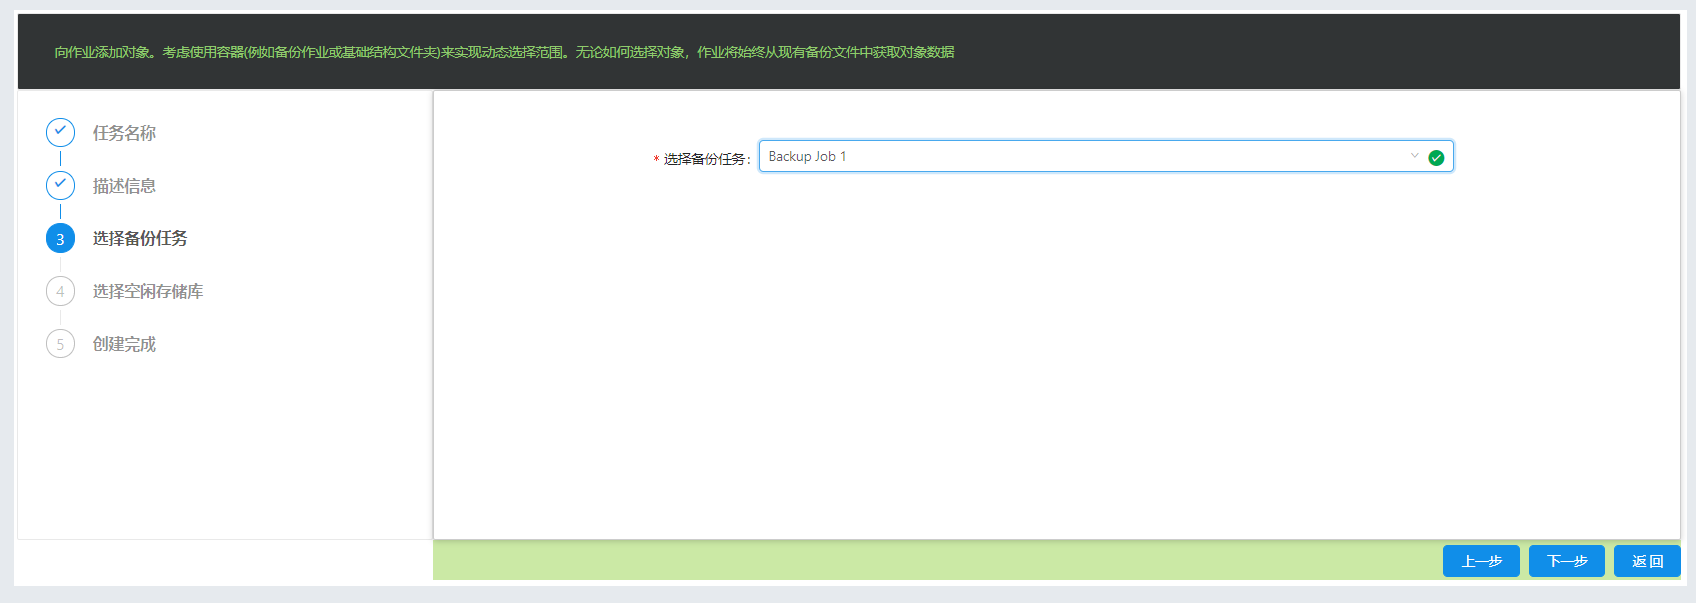 向作业添加对象。考虑使用容器(例如备份作业或基础结构文件夹)来实现动态选择范围。无论如何选择对象，作业将始终从现有备份文件中获取对象数据
任务名称
描述信息
3 选择备份任务
4 选择空闲存储库
5 创建完成
* 选择备份任务: Backup Job 1
上一步 下一步 返 回